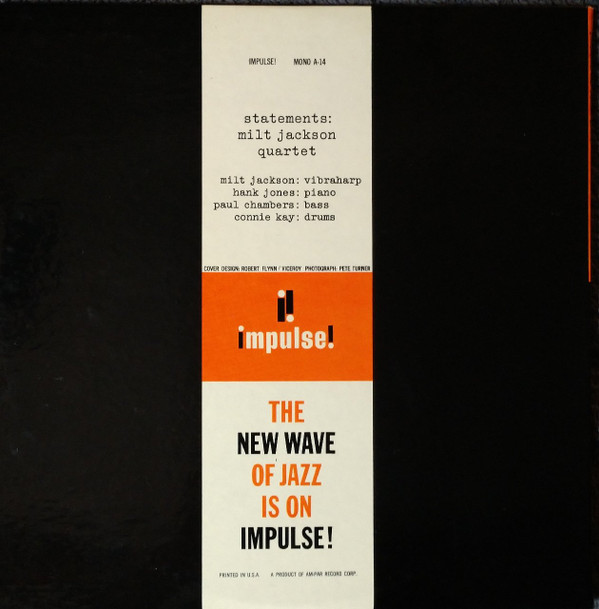 IMPULSE! MONO A-14
statements:
milt jackson
quartet
milt jackson: vibraharp
hank jones: piano
paul chambers: bass
connie kay: drums
COVER DESIGN: ROBERT FLYNN / VICEROY PHOTOGRAPH: PETE TURNER
i!
impulse!
THE
NEW WAVE
OF JAZZ
IS ON
IMPULSE!
PRINTED IN U.S.A. A PRODUCT OF AM-PAR RECORD CORP.